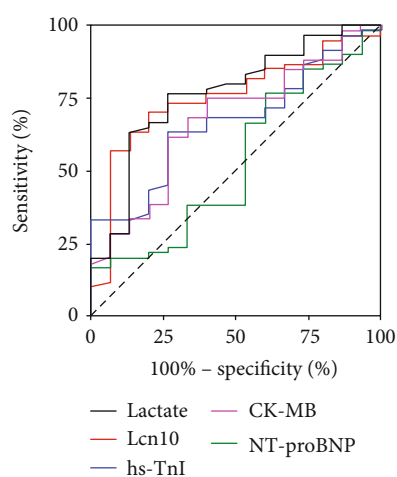 100
75
50
25
0
Sensitivity (%)
0 25 50 75 100
100% – specificity (%)
Lactate
Lcn10
hs-TnI
CK-MB
NT-proBNP